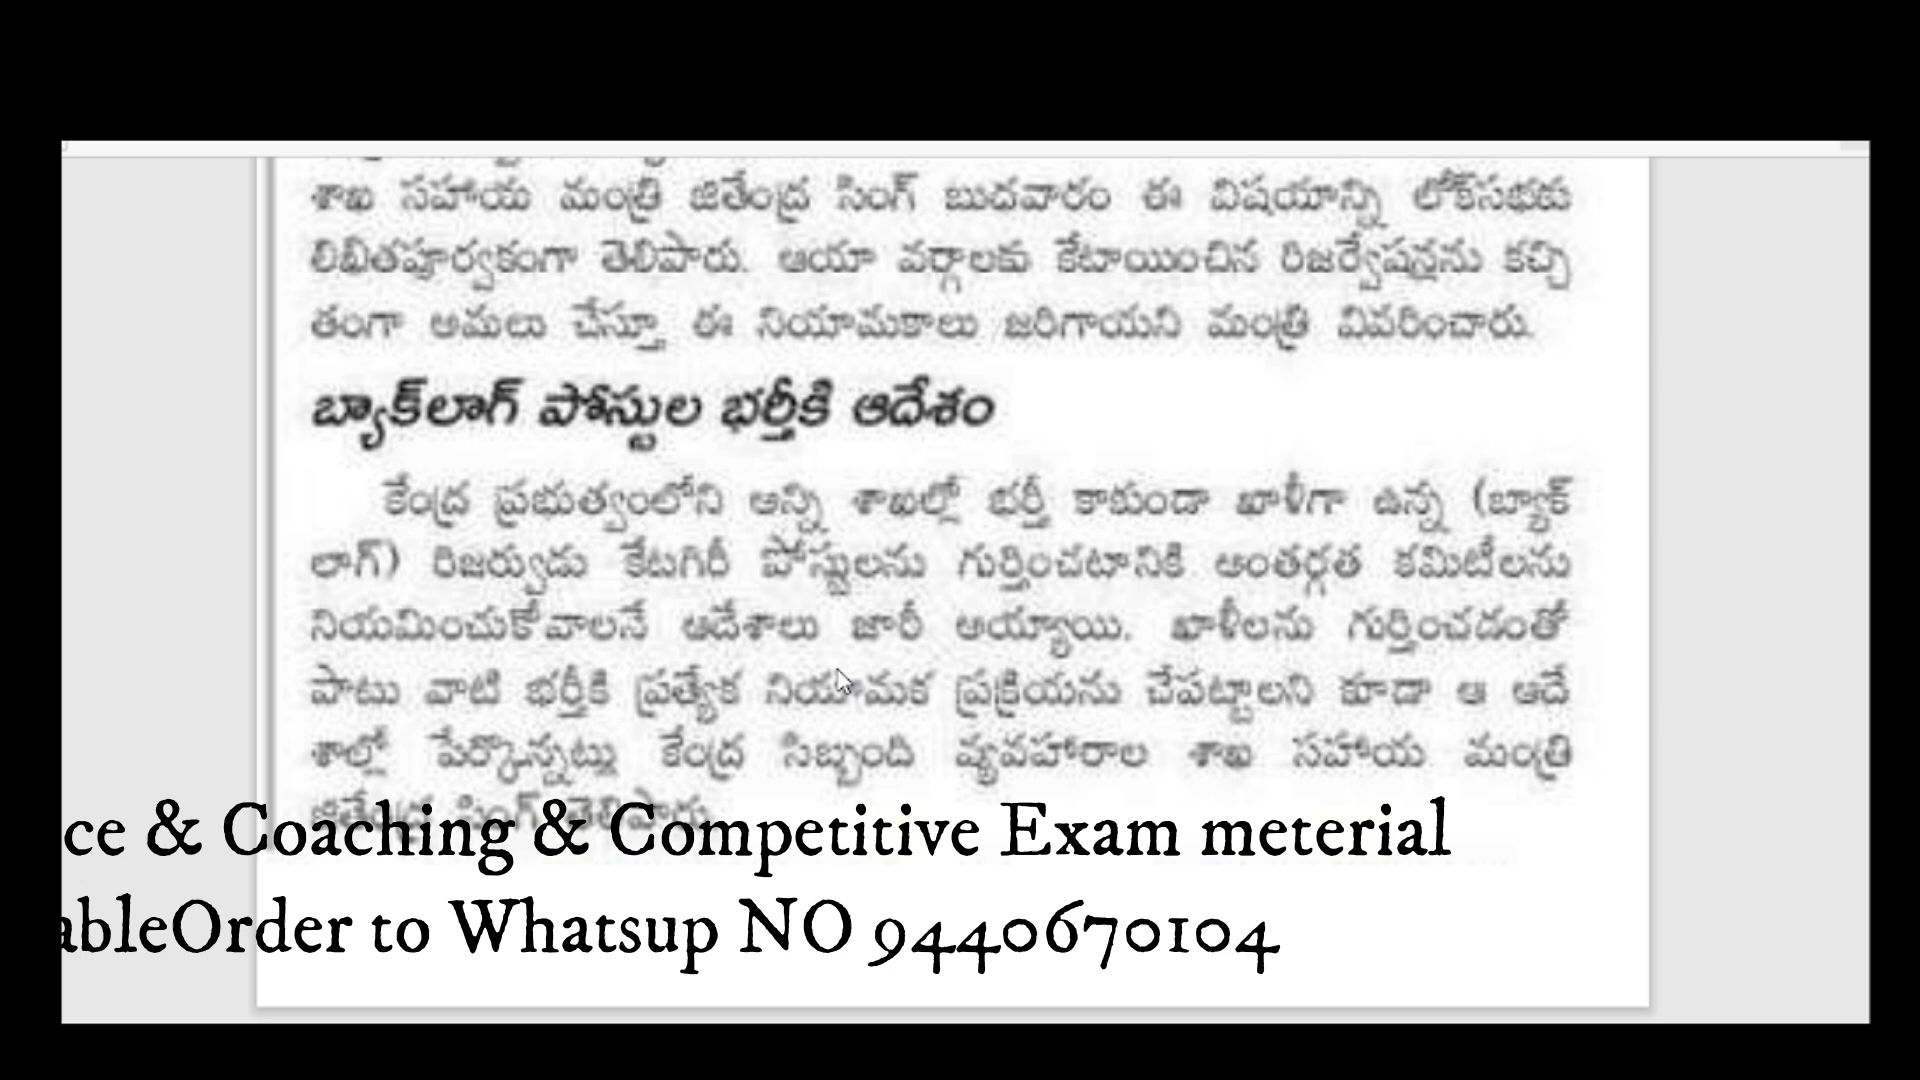 శాఖ సహాయ మంత్రి జితేంద్ర సింగ్ బుదవారం ఈ విషయాన్ని లోక్‌సభకు
లిఖితపూర్వకంగా తెలిపారు. ఆయా వర్గాలకు కేటాయించిన రిజర్వేషన్లను కచ్చి
తంగా అమలు చేస్తూ ఈ నియామకాలు జరిగాయని మంత్రి వివరించారు.
బ్యాక్‌లాగ్ పోస్టుల భర్తీకి ఆదేశం
కేంద్ర ప్రభుత్వంలోని అన్ని శాఖల్లో భర్తీ కాకుండా ఖాళీగా ఉన్న (బ్యాక్
లాగ్) రిజర్వుడు కేటగిరీ పోస్టులను గుర్తించటానికి అంతర్గత కమిటీలను
నియమించుకోవాలనే ఆదేశాలు జారీ అయ్యాయి. ఖాళీలను గుర్తించడంతో
పాటు వాటి భర్తీకి ప్రత్యేక నియామక ప్రక్రియను చేపట్టాలని కూడా ఆ ఆదే
శాల్లో పేర్కొన్నట్లు కేంద్ర సిబ్బంది వ్యవహారాల శాఖ సహాయ మంత్రి
జితేంద్ర సింగ్ తెలిపారు.
ce & Coaching & Competitive Exam meterial
ableOrder to Whatsup NO 9440670104